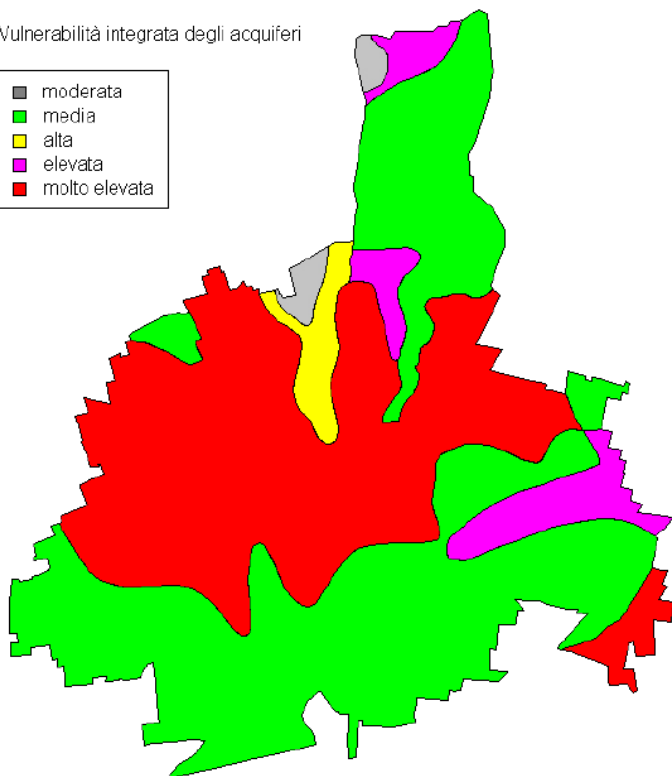 Vulnerabilità integrata degli acquiferi
moderata
media
alta
elevata
molto elevata